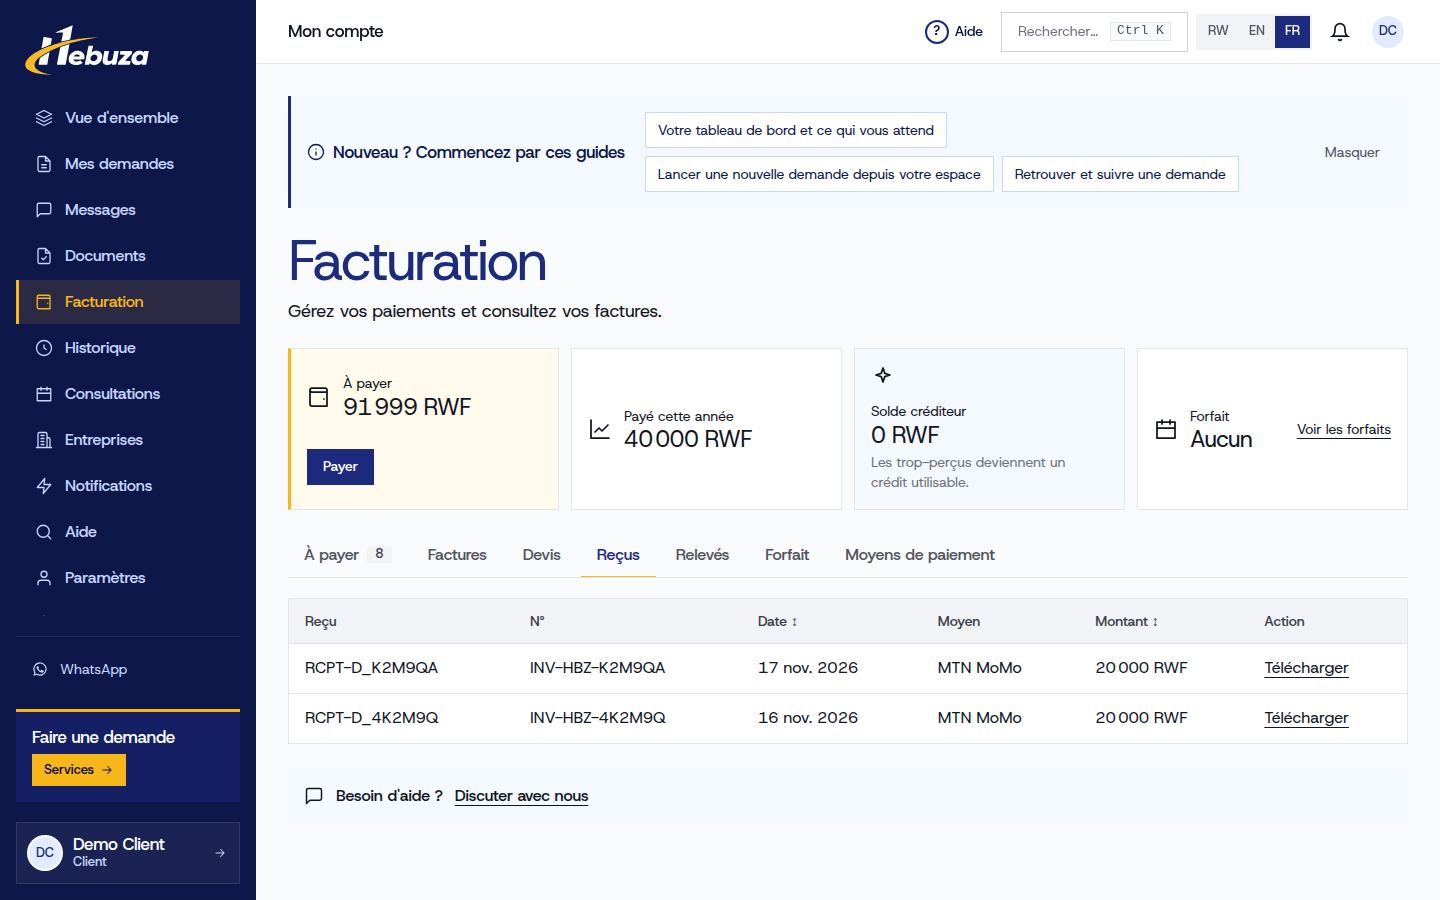 Hebuza
Mon compte
? Aide
Rechercher... Ctrl K
RW EN FR
DC
Vue d'ensemble
Mes demandes
Messages
Documents
Facturation
Historique
Consultations
Entreprises
Notifications
Aide
Paramètres
WhatsApp
Faire une demande
Services →
DC
Demo Client
Client
→
Nouveau ? Commencez par ces guides
Votre tableau de bord et ce qui vous attend
Lancer une nouvelle demande depuis votre espace
Retrouver et suivre une demande
Masquer
Facturation
Gérez vos paiements et consultez vos factures.
À payer
91 999 RWF
Payer
Payé cette année
40 000 RWF
Solde créditeur
0 RWF
Les trop-perçus deviennent un
crédit utilisable.
Forfait
Aucun
Voir les forfaits
À payer 8 Factures Devis Reçus Relevés Forfait Moyens de paiement
Reçu N° Date ↕ Moyen Montant ↕ Action
RCPT-D_K2M9QA INV-HBZ-K2M9QA 17 nov. 2026 MTN MoMo 20 000 RWF Télécharger
RCPT-D_4K2M9Q INV-HBZ-4K2M9Q 16 nov. 2026 MTN MoMo 20 000 RWF Télécharger
Besoin d'aide ? Discuter avec nous